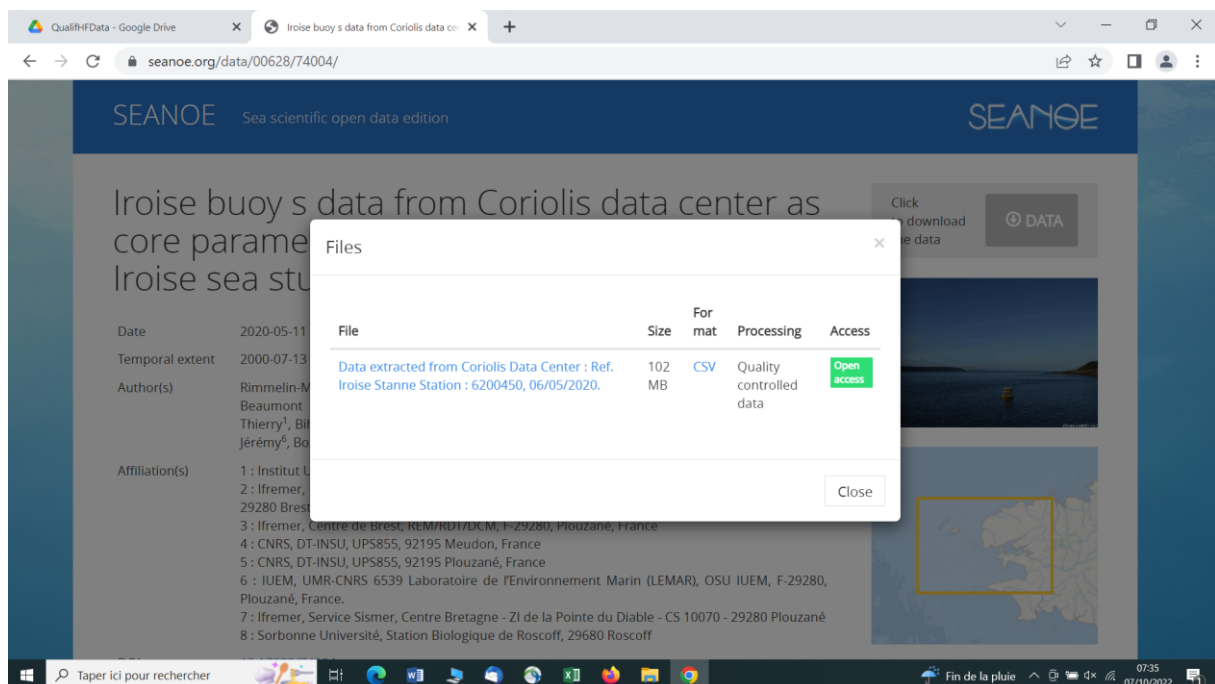 QualifHFData - Google Drive
Iroise buoy s data from Coriolis data cen
seanoe.org/data/00628/74004/
SEANOE Sea scientific open data edition
SEANOE
Iroise buoy s data from Coriolis data center as
core parame
Iroise sea stu
Click
to download
the data
DATA
Files
File Size For
mat Processing Access
Data extracted from Coriolis Data Center : Ref. 102 CSV Quality Open
Iroise Stanne Station : 6200450, 06/05/2020. MB controlled access
data
Close
Date 2020-05-11
Temporal extent 2000-07-13
Author(s) Rimmelin-M
Beaumont
Thierry1, Bih
Jérémy6, Bo
Affiliation(s) 1 : Institut U
2 : Ifremer,
29280 Brest
3 : Ifremer, Centre de Brest, REM/RDT/DCM, F-29280, Plouzané, France
4 : CNRS, DT-INSU, UPS855, 92195 Meudon, France
5 : CNRS, DT-INSU, UPS855, 92195 Plouzané, France
6 : IUEM, UMR-CNRS 6539 Laboratoire de l'Environnement Marin (LEMAR), OSU IUEM, F-29280,
Plouzané, France.
7 : Ifremer, Service Sismer, Centre Bretagne - ZI de la Pointe du Diable - CS 10070 - 29280 Plouzané
8 : Sorbonne Université, Station Biologique de Roscoff, 29680 Roscoff
Taper ici pour rechercher
Fin de la pluie
07:35
07/10/2022